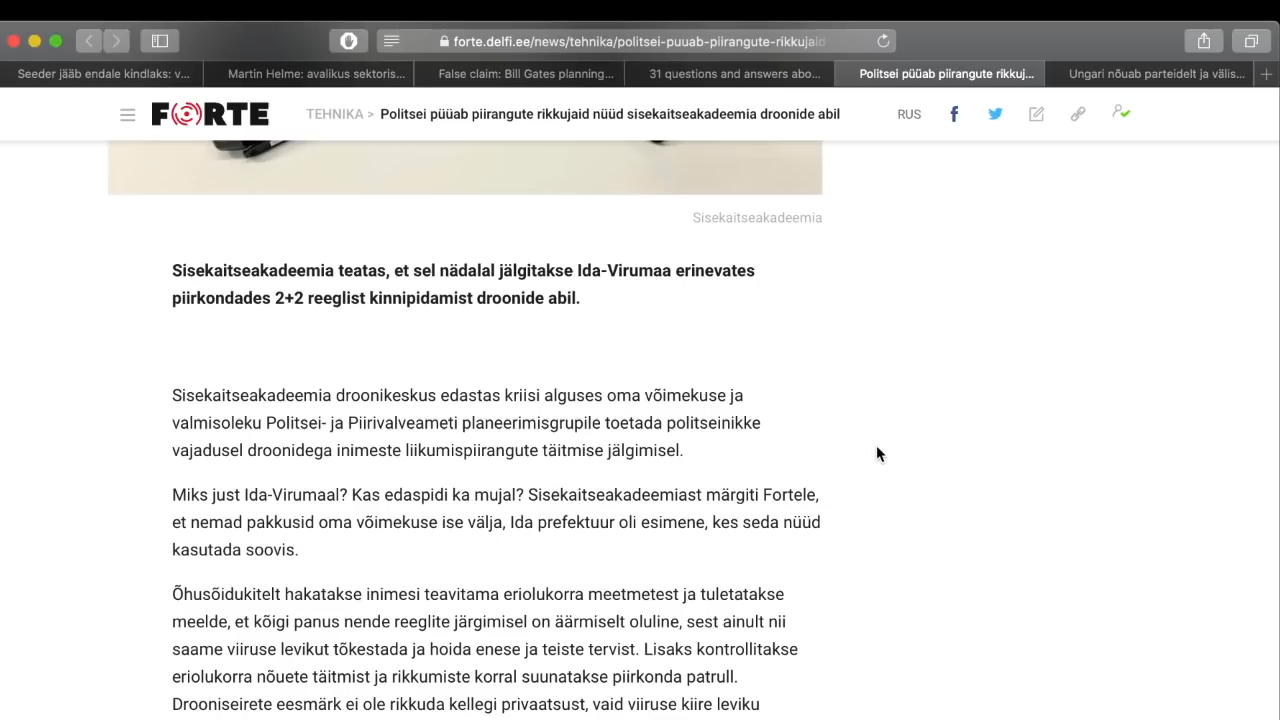 forte.delfi.ee/news/tehnika/politsei-puuab-piirangute-rikkujaid
Seeder jääb endale kindlaks: v...
Martin Helme: avalikus sektoris...
False claim: Bill Gates planning...
31 questions and answers abo...
Politsei püüab piirangute rikkuj...
Ungari nõuab parteidelt ja välis...
FORTE
TEHNIKA > Politsei püüab piirangute rikkujaid nüüd sisekaitseakadeemia droonide abil
RUS
Sisekaitseakadeemia
Sisekaitseakadeemia teatas, et sel nädalal jälgitakse Ida-Virumaa erinevates
piirkondades 2+2 reeglist kinnipidamist droonide abil.
Sisekaitseakadeemia droonikeskus edastas kriisi alguses oma võimekuse ja
valmisoleku Politsei- ja Piirivalveameti planeerimisgrupile toetada politseinikke
vajadusel droonidega inimeste liikumispiirangute täitmise jälgimisel.
Miks just Ida-Virumaal? Kas edaspidi ka mujal? Sisekaitseakadeemiast märgiti Fortele,
et nemad pakkusid oma võimekuse ise välja, Ida prefektuur oli esimene, kes seda nüüd
kasutada soovis.
Õhusõidukitelt hakatakse inimesi teavitama eriolukorra meetmetest ja tuletatakse
meelde, et kõigi panus nende reeglite järgimisel on äärmiselt oluline, sest ainult nii
saame viiruse levikut tõkestada ja hoida enese ja teiste tervist. Lisaks kontrollitakse
eriolukorra nõuete täitmist ja rikkumiste korral suunatakse piirkonda patrull.
Drooniseirete eesmärk ei ole rikkuda kellegi privaatsust, vaid viiruse kiire leviku